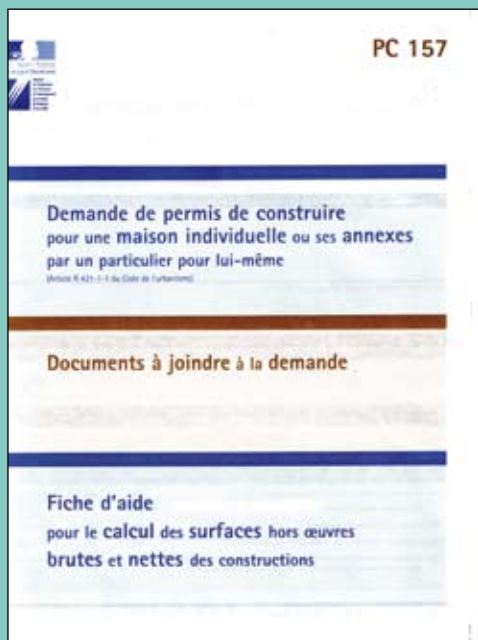 PC 157
Demande de permis de construire
pour une maison individuelle ou ses annexes
par un particulier pour lui-même
(Article R 421-1-1 du Code de l'urbanisme)
Documents à joindre à la demande
Fiche d'aide
pour le calcul des surfaces hors œuvres
brutes et nettes des constructions